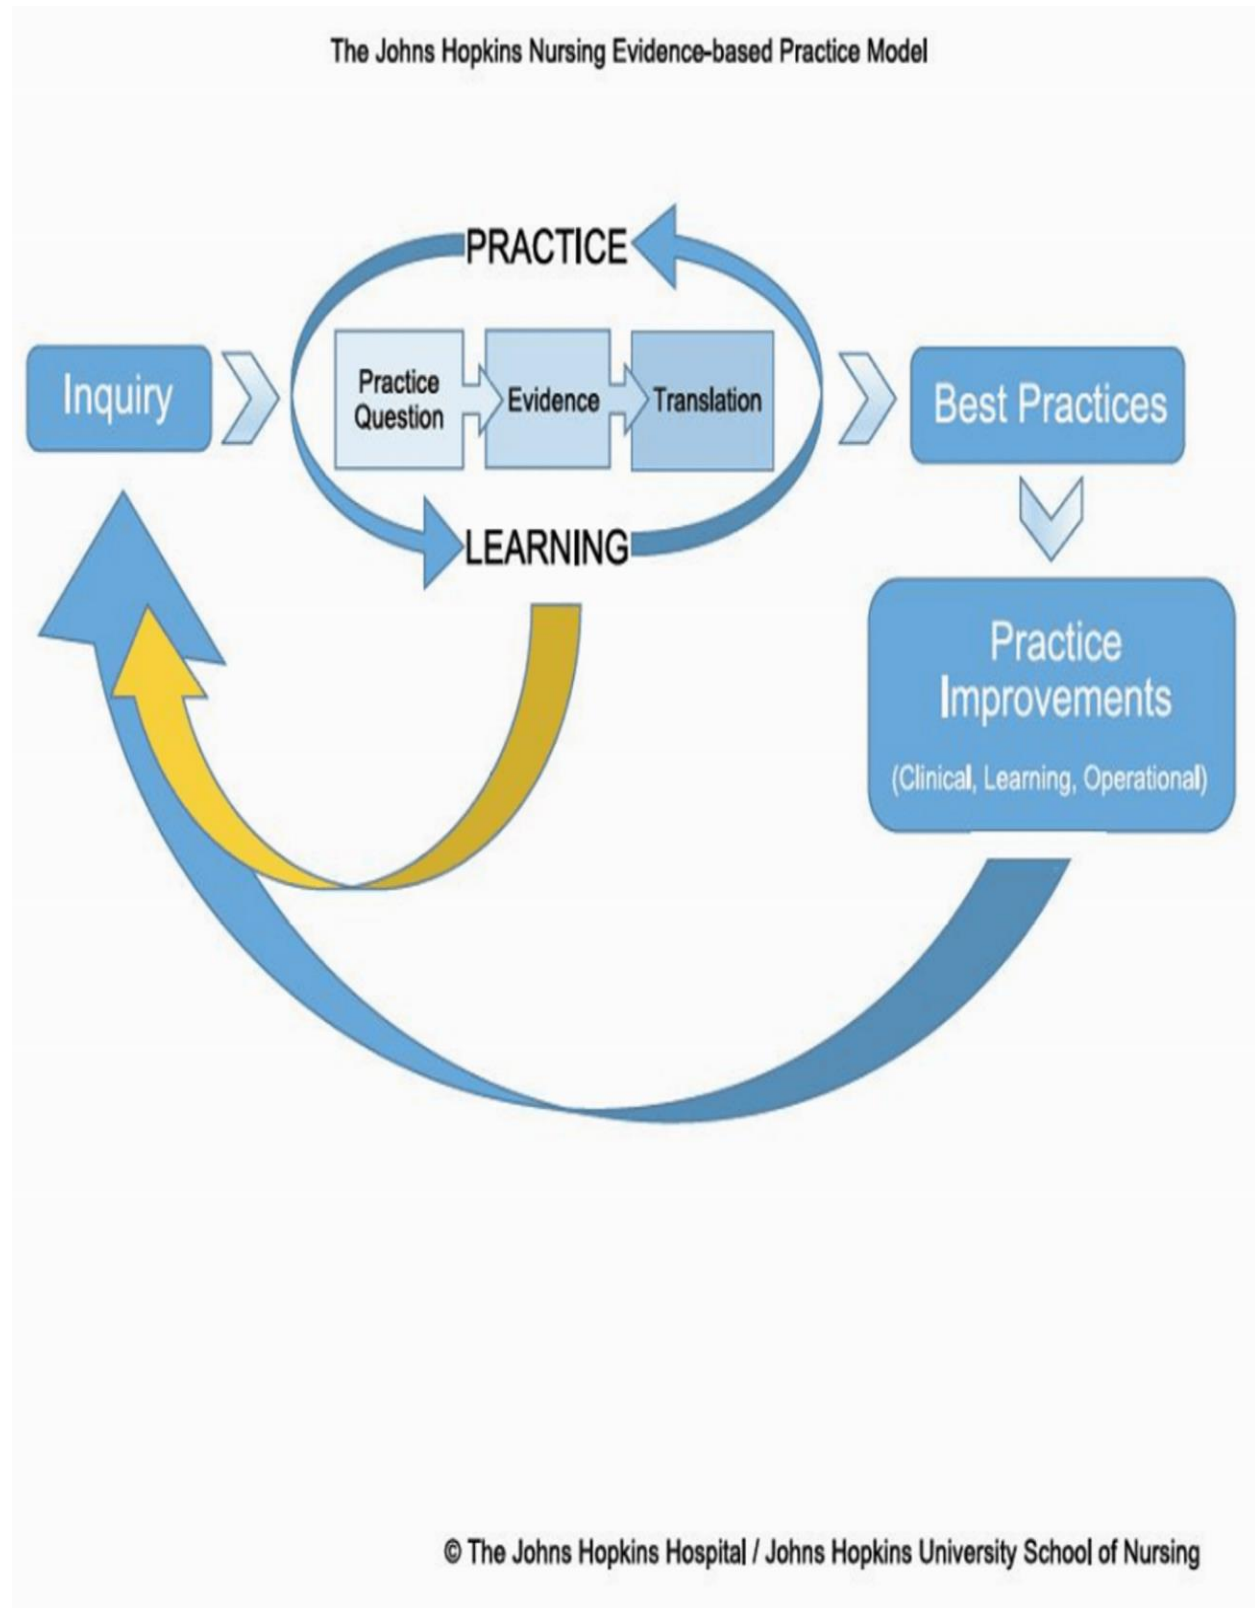 The Johns Hopkins Nursing Evidence-based Practice Model
PRACTICE
Inquiry
Practice
Question
Evidence
Translation
Best Practices
LEARNING
Practice
Improvements
(Clinical, Learning, Operational)
© The Johns Hopkins Hospital / Johns Hopkins University School of Nursing